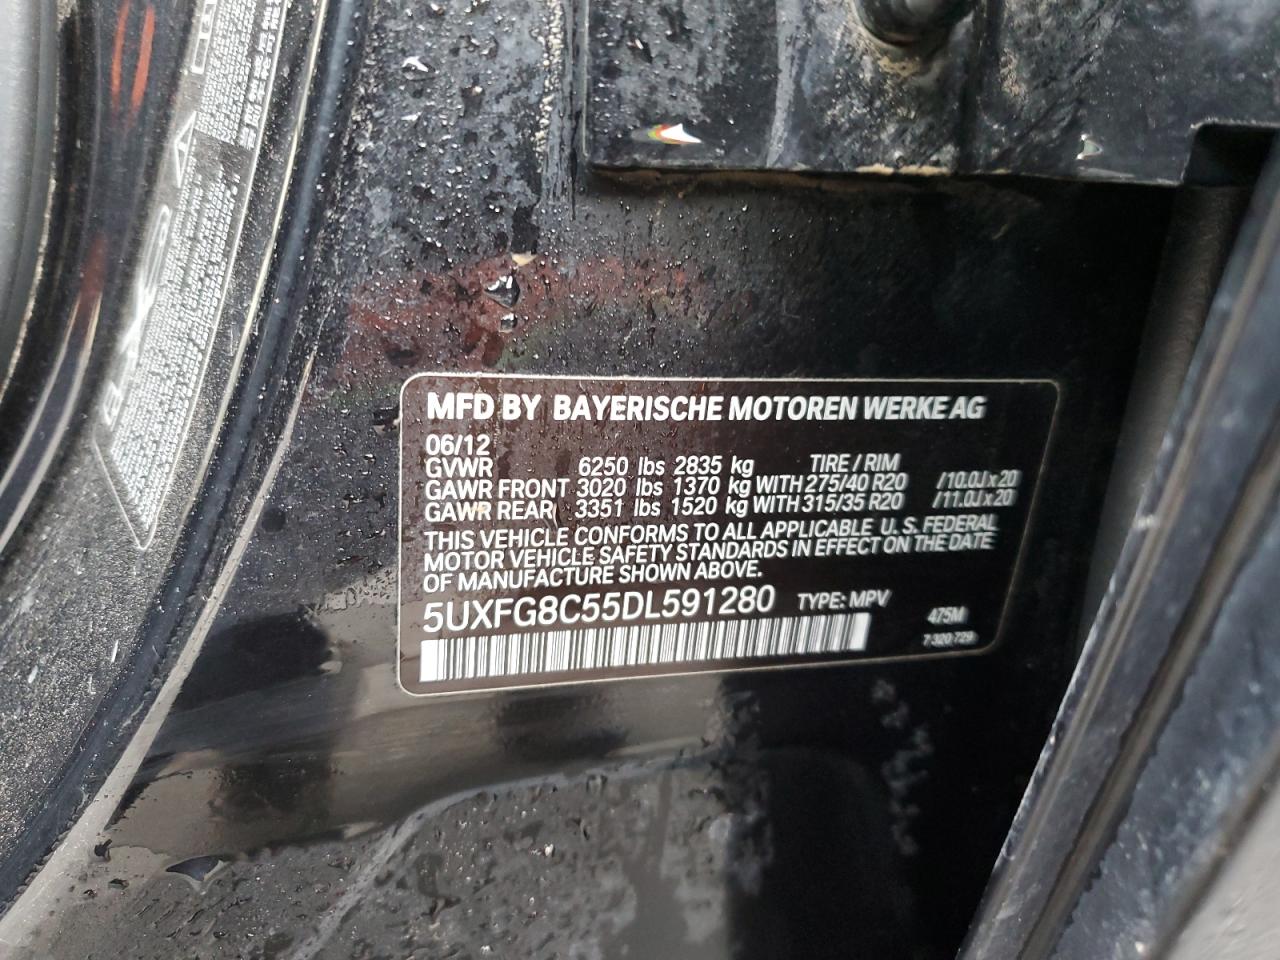 MFD BY BAYERISCHE MOTOREN WERKE AG
06/12
GVWR 6250 lbs 2835 kg TIRE / RIM
GAWR FRONT 3020 lbs 1370 kg WITH 275/40 R20 /10.0J x 20
GAWR REAR 3351 lbs 1520 kg WITH 315/35 R20 /11.0J x 20
THIS VEHICLE CONFORMS TO ALL APPLICABLE U. S. FEDERAL
MOTOR VEHICLE SAFETY STANDARDS IN EFFECT ON THE DATE
OF MANUFACTURE SHOWN ABOVE.
5UXFG8C55DL591280 TYPE: MPV
475M
7 320 729